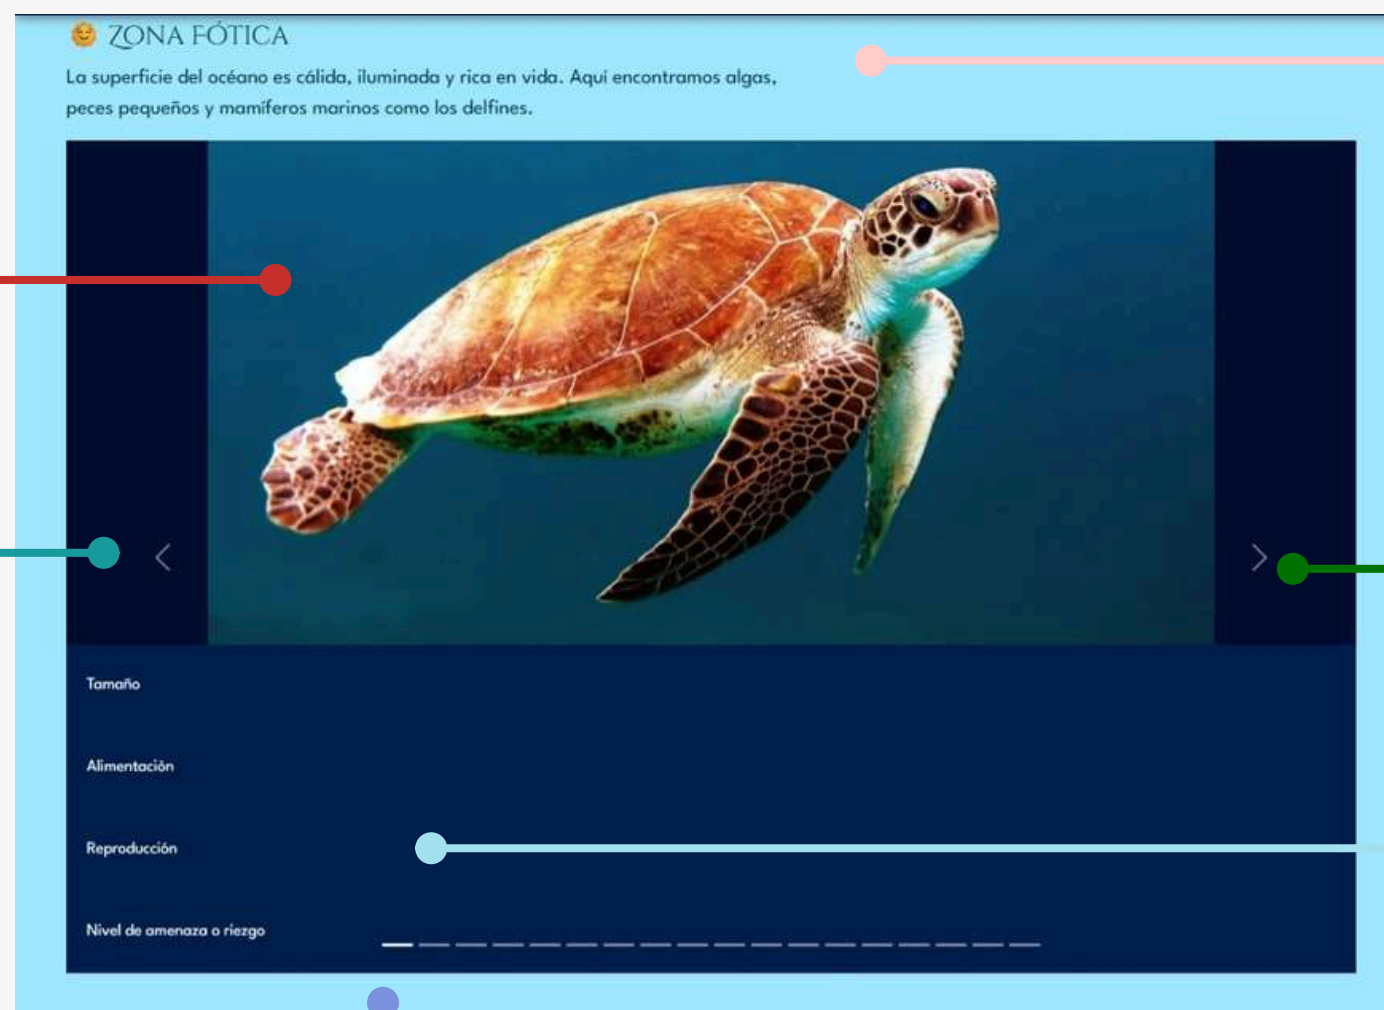 ZONA FÓTICA
La superficie del océano es cálida, iluminada y rica en vida. Aquí encontramos algas,
peces pequeños y mamíferos marinos como los delfines.
Tamaño
Alimentación
Reproducción
Nivel de amenaza o riezgo